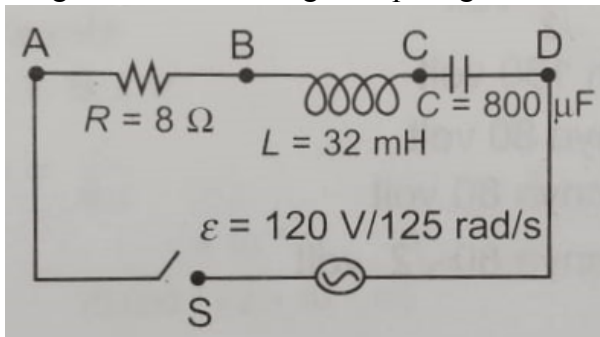 A B C D
R = 8 Ω
C = 800 μF
L = 32 mH
ε = 120 V/125 rad/s
S